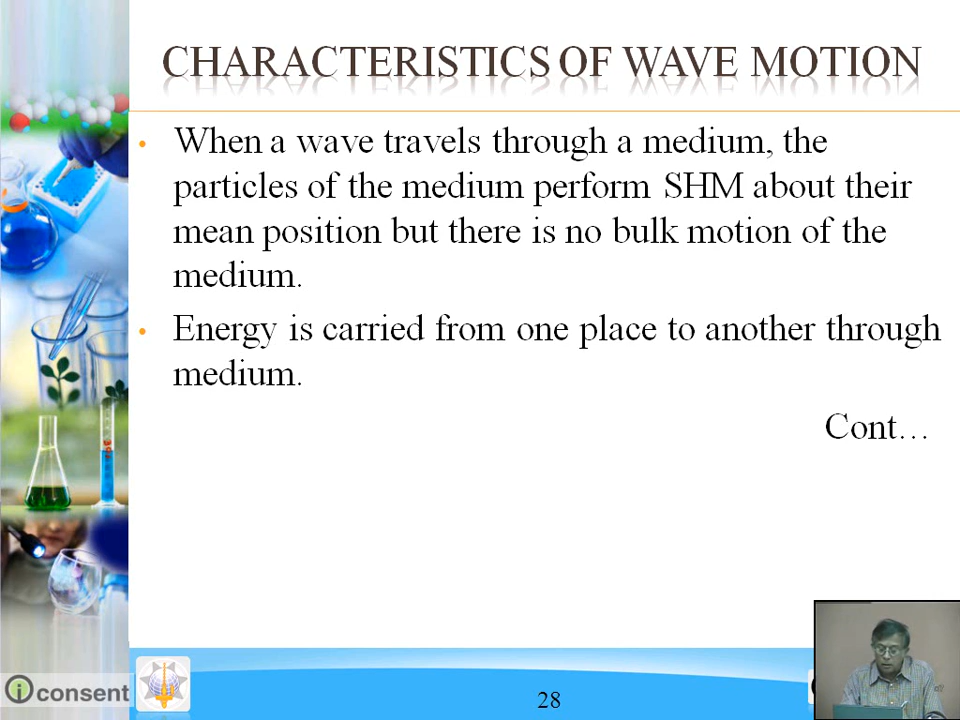 CHARACTERISTICS OF WAVE MOTION
• When a wave travels through a medium, the
particles of the medium perform SHM about their
mean position but there is no bulk motion of the
medium.
• Energy is carried from one place to another through
medium.
Cont…
iconsent
28